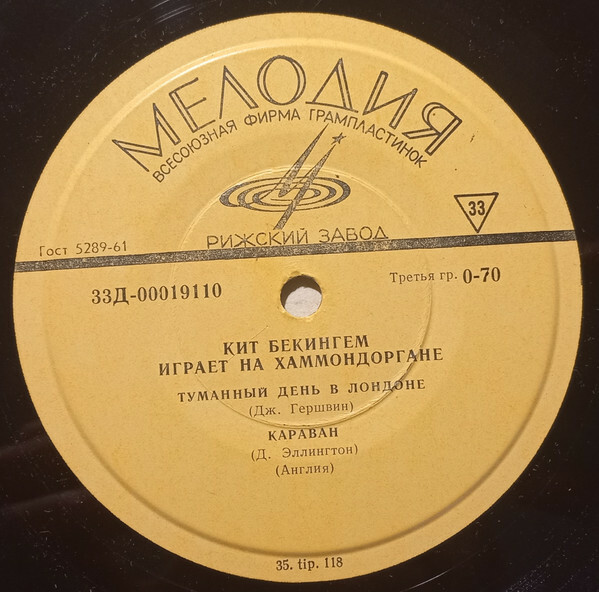 МЕЛОДИЯ
ВСЕСОЮЗНАЯ ФИРМА ГРАМПЛАСТИНОК
33
РИЖСКИЙ ЗАВОД
Гост 5289-61
33Д-00019110
Третья гр. 0-70
КИТ БЕКИНГЕМ
ИГРАЕТ НА ХАММОНДОРГАНЕ
ТУМАННЫЙ ДЕНЬ В ЛОНДОНЕ
(Дж. Гершвин)
КАРАВАН
(Д. Эллингтон)
(Англия)
35. tip. 118